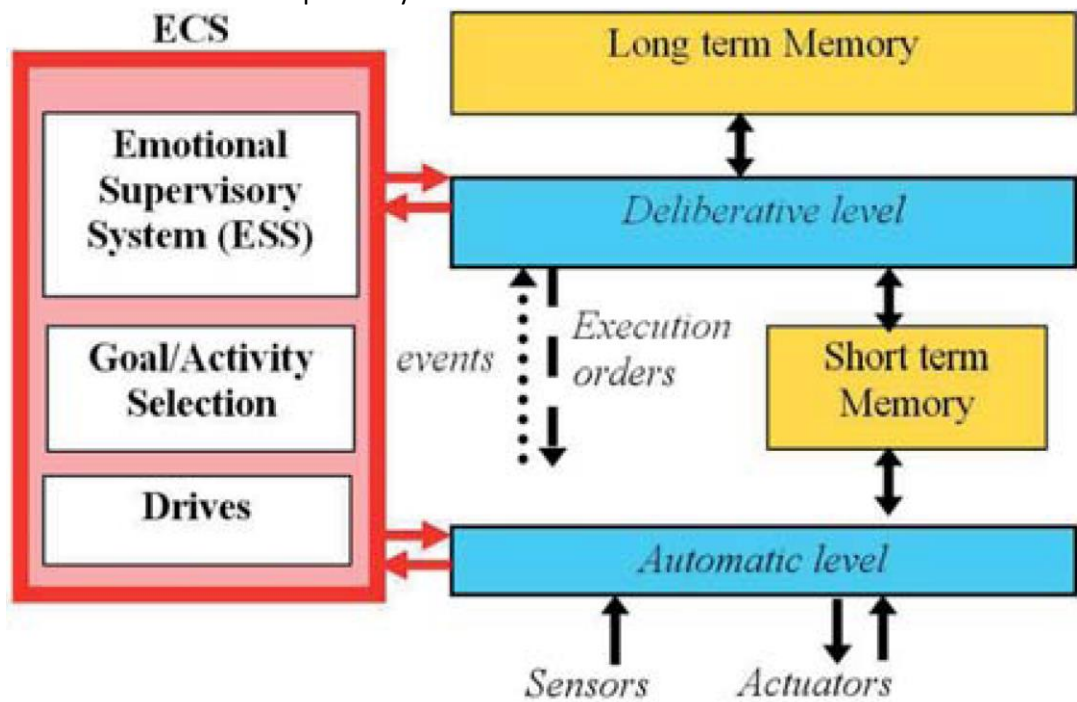 ECS
Long term Memory
Emotional
Supervisory
System (ESS)
Deliberative level
events
Execution
orders
Goal/Activity
Selection
Short term
Memory
Drives
Automatic level
Sensors
Actuators